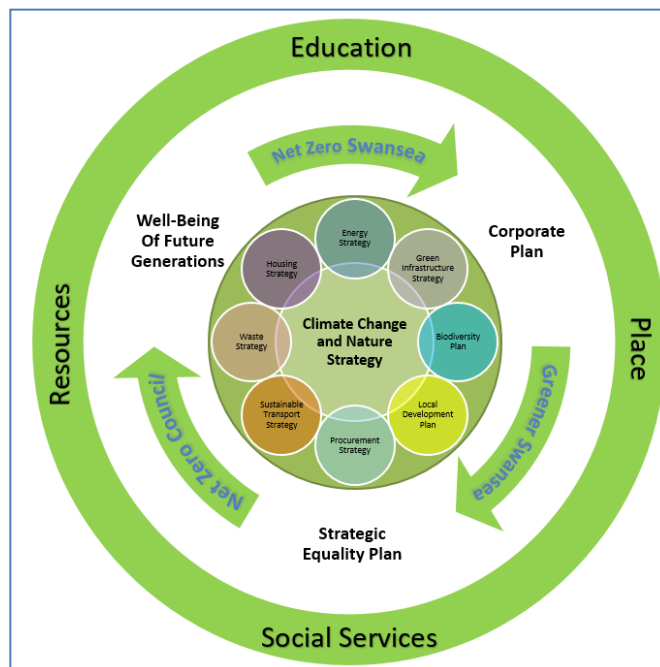 Education
Net Zero Swansea
Well-Being
Of Future
Generations
Corporate
Plan
Energy
Strategy
Housing
Strategy
Green
Infrastructure
Strategy
Resources
Place
Waste
Strategy
Climate Change
and Nature
Strategy
Biodiversity
Plan
Sustainable
Transport
Strategy
Local
Development
Plan
Procurement
Strategy
Net Zero Council
Greener Swansea
Strategic
Equality Plan
Social Services